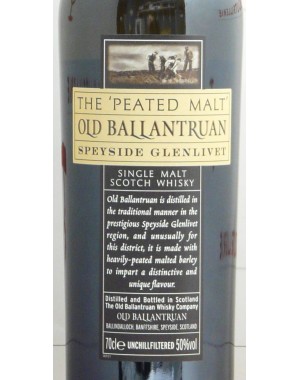 THE 'PEATED MALT'
OLD BALLANTRUAN
SPEYSIDE GLENLIVET
SINGLE MALT
SCOTCH WHISKY
Old Ballantruan is distilled in
the traditional manner in the
prestigious Speyside Glenlivet
region, and unusually for
this district, it is made with
heavily-peated malted barley
to impart a distinctive and
unique flavour.
Distilled and Bottled in Scotland
The Old Ballantruan Whisky Company
OLD BALLANTRUAN
BALLINDALLOCH, BANFFSHIRE, SPEYSIDE, SCOTLAND
70cl e UNCHILLFILTERED 50%vol